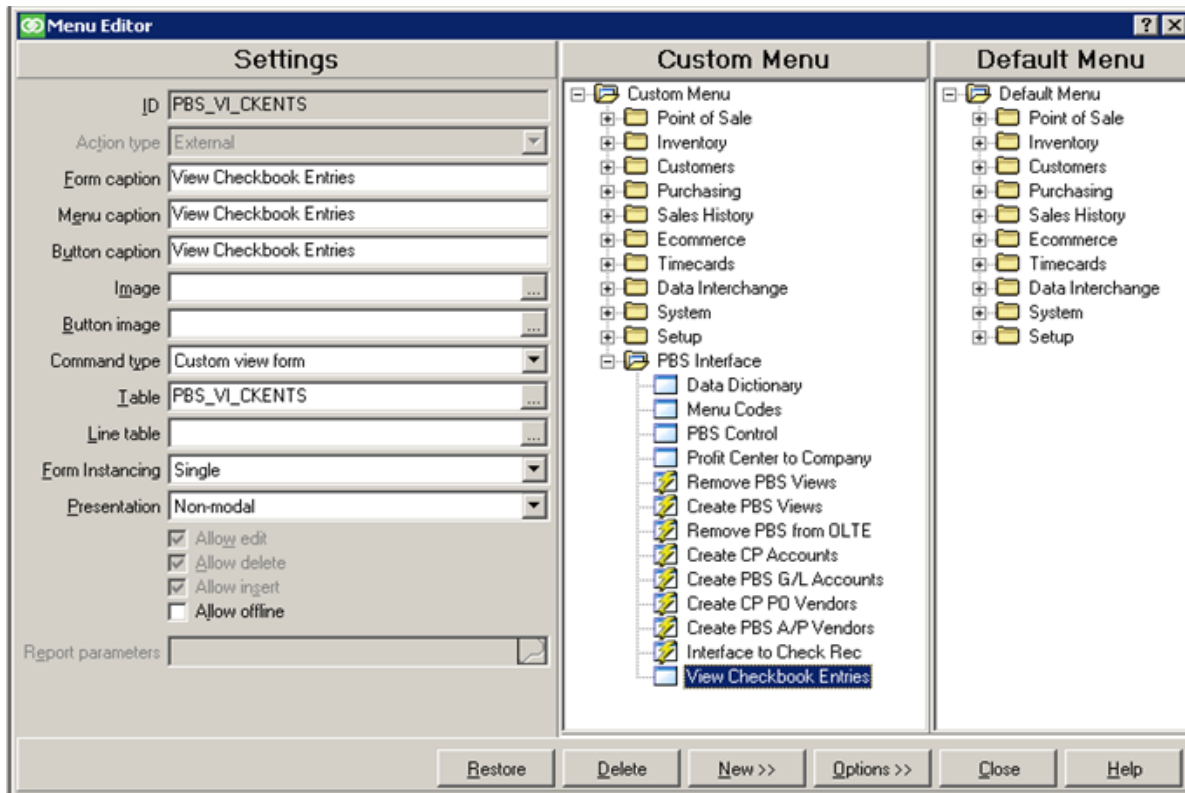 Menu Editor
Settings
ID PBS_VI_CKENTS
Action type External
Form caption View Checkbook Entries
Menu caption View Checkbook Entries
Button caption View Checkbook Entries
Image ...
Button image ...
Command type Custom view form
Table PBS_VI_CKENTS ...
Line table ...
Form Instancing Single
Presentation Non-modal
Allow edit
Allow delete
Allow insert
Allow offline
Report parameters
Custom Menu
Custom Menu
Point of Sale
Inventory
Customers
Purchasing
Sales History
Ecommerce
Timecards
Data Interchange
System
Setup
PBS Interface
Data Dictionary
Menu Codes
PBS Control
Profit Center to Company
Remove PBS Views
Create PBS Views
Remove PBS from OLTE
Create CP Accounts
Create PBS G/L Accounts
Create CP PO Vendors
Create PBS A/P Vendors
Interface to Check Rec
View Checkbook Entries
Default Menu
Default Menu
Point of Sale
Inventory
Customers
Purchasing
Sales History
Ecommerce
Timecards
Data Interchange
System
Setup
Restore Delete New >> Options >> Close Help